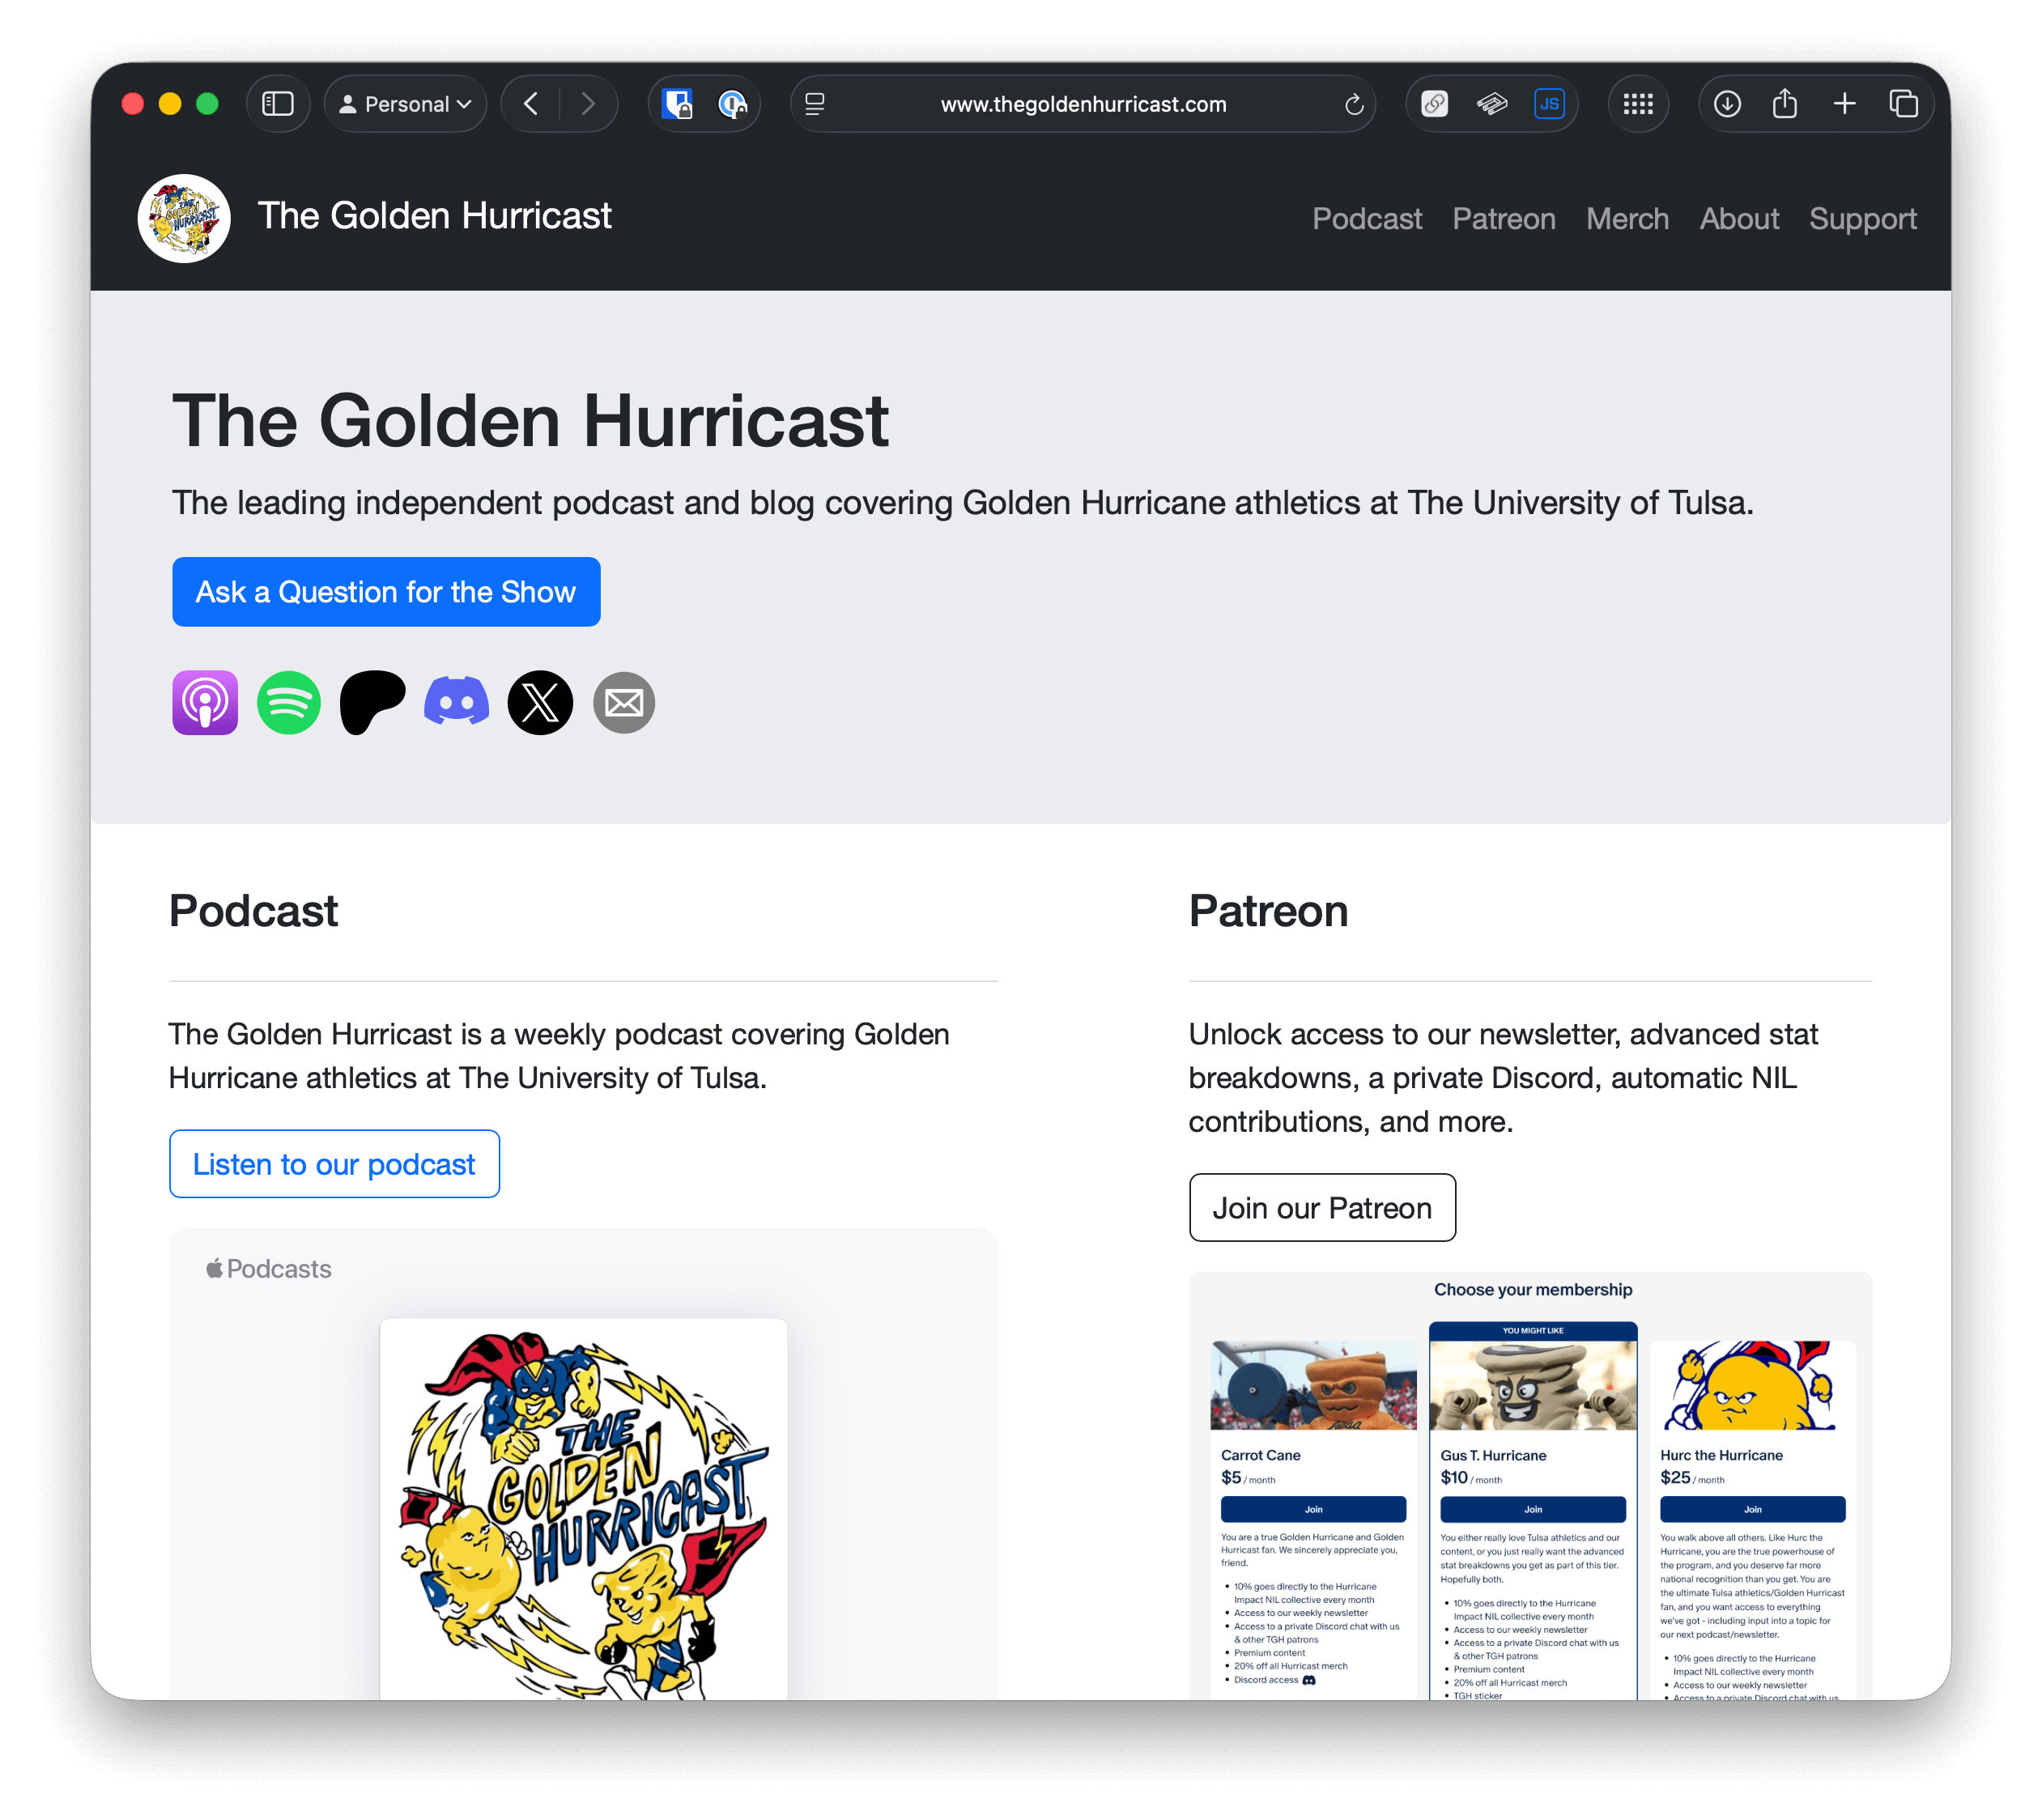 Personal
www.thegoldenhurricast.com
JS
The Golden Hurricast
Podcast
Patreon
Merch
About
Support
The Golden Hurricast
The leading independent podcast and blog covering Golden Hurricane athletics at The University of Tulsa.
Ask a Question for the Show
Podcast
The Golden Hurricast is a weekly podcast covering Golden
Hurricane athletics at The University of Tulsa.
Listen to our podcast
Podcasts
THE
GOLDEN
HURRICAST
Patreon
Unlock access to our newsletter, advanced stat
breakdowns, a private Discord, automatic NIL
contributions, and more.
Join our Patreon
Choose your membership
Carrot Cane
$5 / month
Join
You are a true Golden Hurricane and Golden
Hurricast fan. We sincerely appreciate you,
friend.
• 10% goes directly to the Hurricane
Impact NIL collective every month
• Access to our weekly newsletter
• Access to a private Discord chat with us
& other TGH patrons
• Premium content
• 20% off all Hurricast merch
• Discord access
YOU MIGHT LIKE
Gus T. Hurricane
$10 / month
Join
You either really love Tulsa athletics and our
content, or you just really want the advanced
stat breakdowns you get as part of this tier.
Hopefully both.
• 10% goes directly to the Hurricane
Impact NIL collective every month
• Access to our weekly newsletter
• Access to a private Discord chat with us
& other TGH patrons
• Premium content
• 20% off all Hurricast merch
• TGH sticker
Hurc the Hurricane
$25 / month
Join
You walk above all others. Like Hurc the
Hurricane, you are the true powerhouse of
the program, and you deserve far more
national recognition than you get. You are
the ultimate Tulsa athletics/Golden Hurricast
fan, and you want access to everything
we've got - including input into a topic for
our next podcast/newsletter.
• 10% goes directly to the Hurricane
Impact NIL collective every month
• Access to our weekly newsletter
• Access to a private Discord chat with us